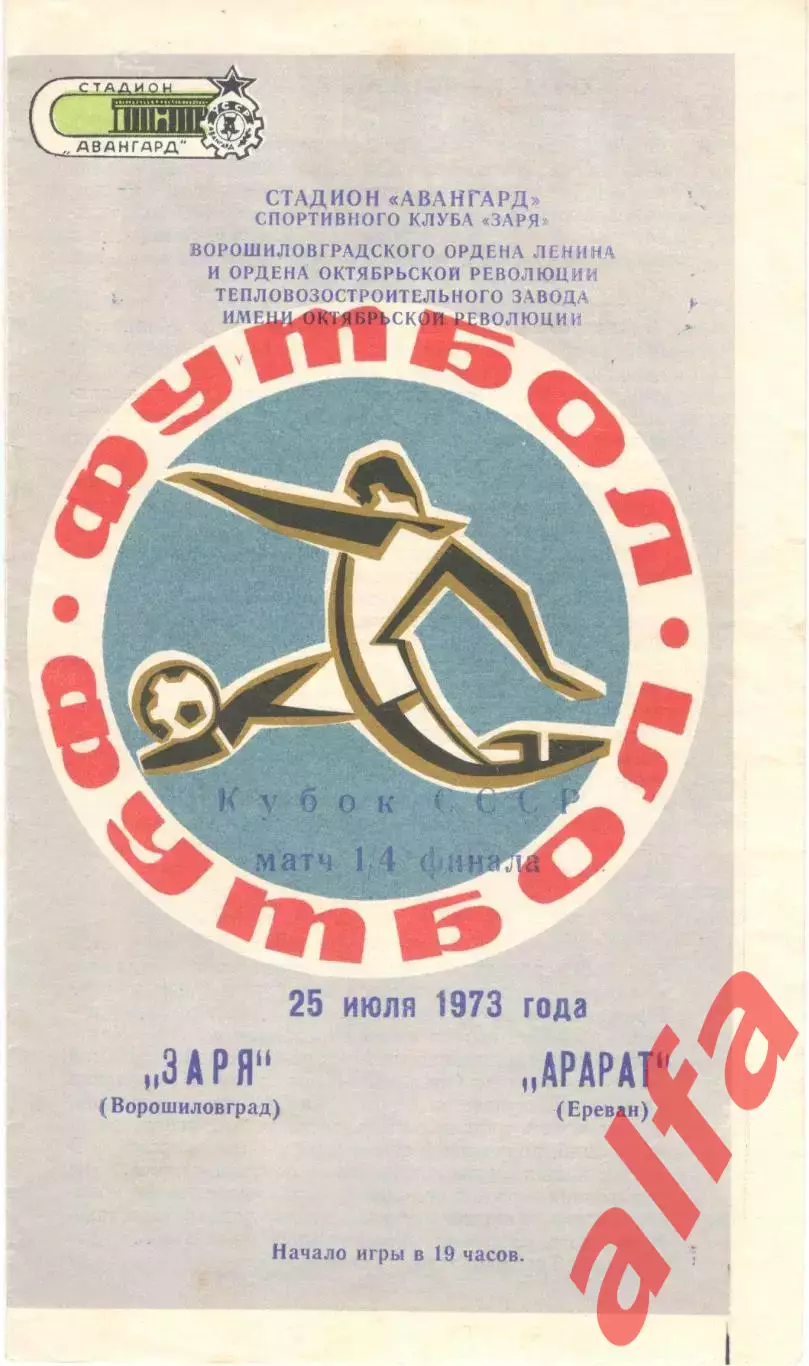 СТАДИОН
„АВАНГАРД"
УССР
АВАНГАРД
СТАДИОН «АВАНГАРД»
СПОРТИВНОГО КЛУБА «ЗАРЯ»
ВОРОШИЛОВГРАДСКОГО ОРДЕНА ЛЕНИНА
И ОРДЕНА ОКТЯБРЬСКОЙ РЕВОЛЮЦИИ
ТЕПЛОВОЗОСТРОИТЕЛЬНОГО ЗАВОДА
ИМЕНИ ОКТЯБРЬСКОЙ РЕВОЛЮЦИИ
ФУТБОЛ • ФУТБОЛ •
Кубок СССР
матч 1/4 финала
25 июля 1973 года
„ЗАРЯ" „АРАРАТ"
(Ворошиловград) (Ереван)
Начало игры в 19 часов.
alfa